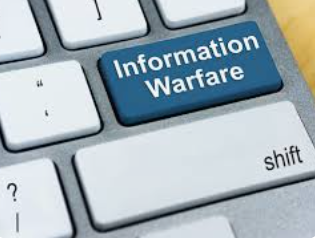 ]
Information
Warfare
"
'
shift
?